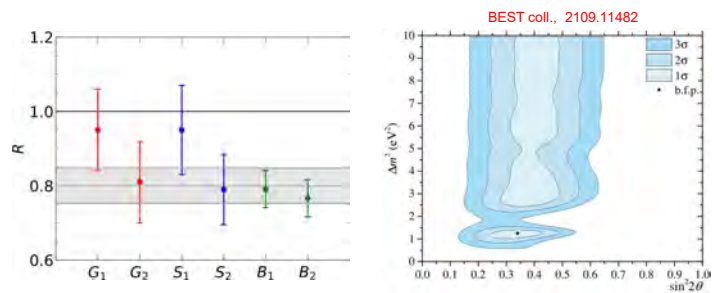 BEST coll., 2109.11482
1.2
1.0
0.8
0.6
R
G₁ G₂ S₁ S₂ B₁ B₂
10
9
8
7
6
5
4
3
2
1
0
Δm² (eV²)
3σ
2σ
1σ
b.f.p.
0.0 0.1 0.2 0.3 0.4 0.5 0.6 0.7 0.8 0.9 1.0
sin²2θ